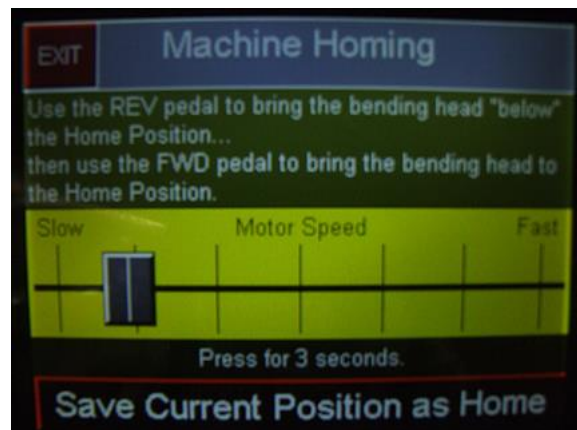 EXIT
Machine Homing
Use the REV pedal to bring the bending head "below"
the Home Position...
then use the FWD pedal to bring the bending head to
the Home Position.
Slow Motor Speed Fast
Press for 3 seconds.
Save Current Position as Home